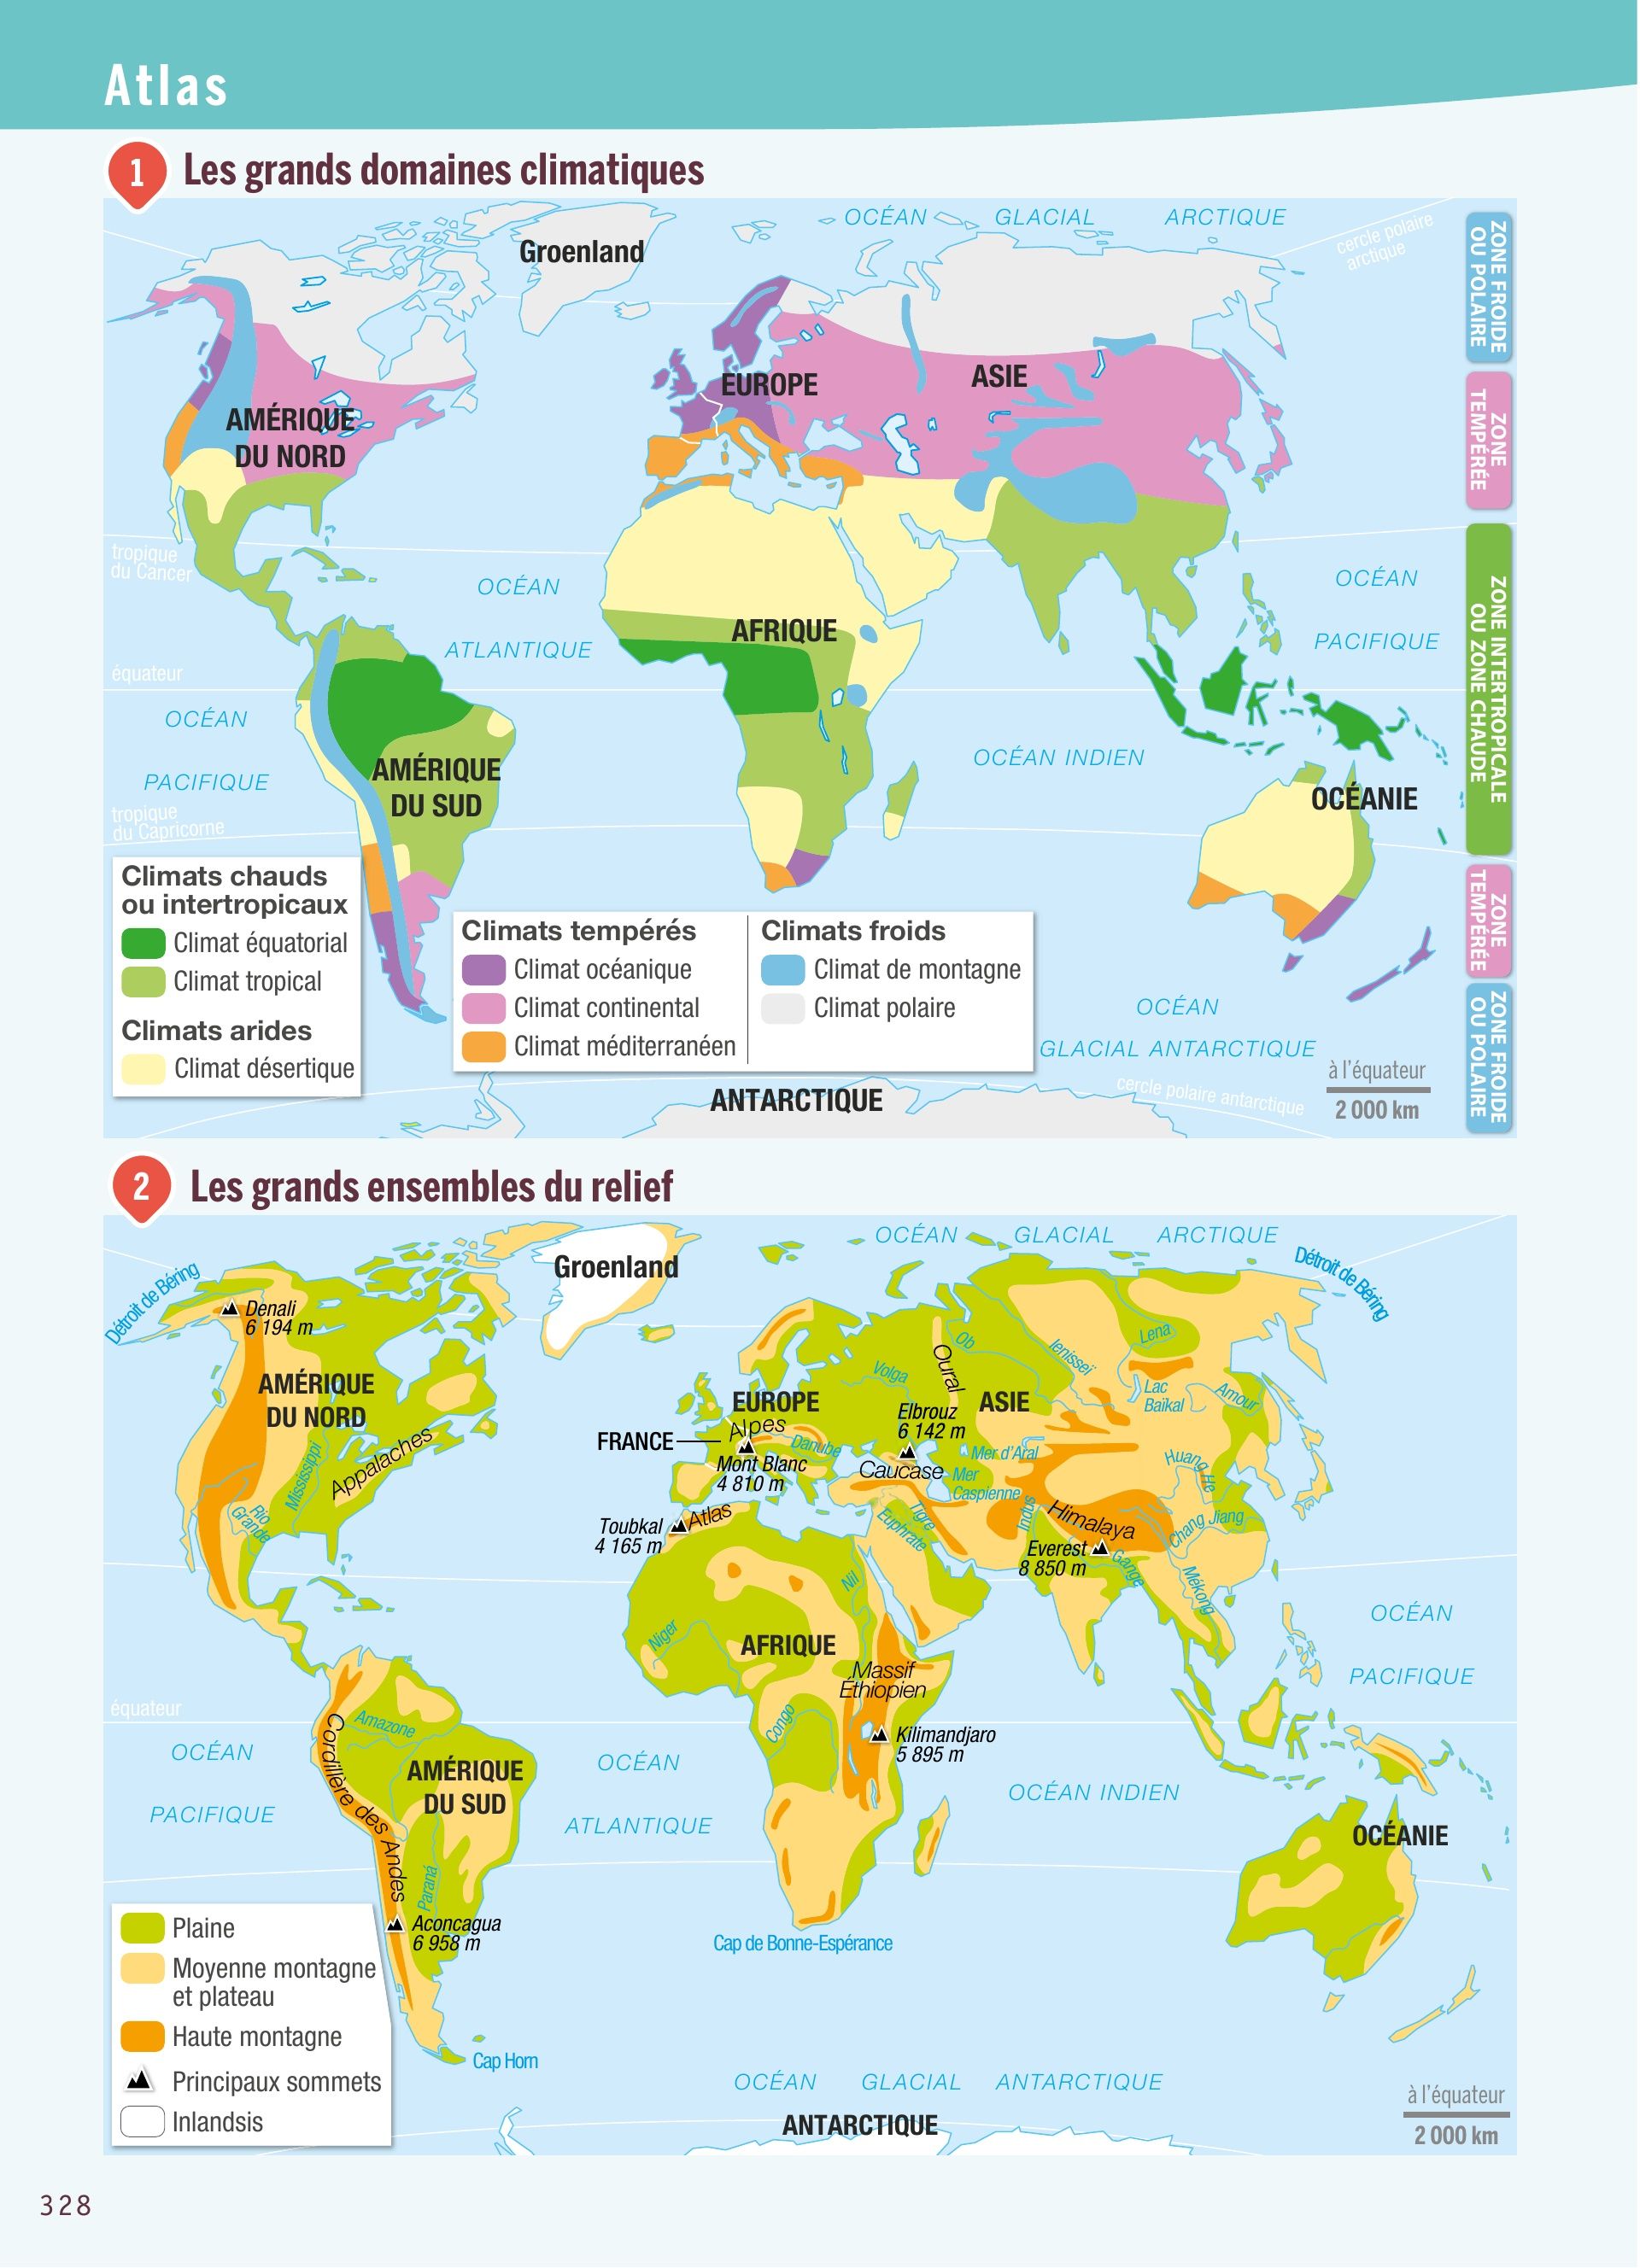 Atlas
1 Les grands domaines climatiques
OCÉAN GLACIAL ARCTIQUE
cercle polaire
arctique
Groenland
ZONE FROIDE
OU POLAIRE
EUROPE
ASIE
ZONE
TEMPÉRÉE
AMÉRIQUE
DU NORD
tropique
du Cancer
OCÉAN
ATLANTIQUE
AFRIQUE
OCÉAN
PACIFIQUE
ZONE INTERTROPICALE
OU ZONE CHAUDE
équateur
OCÉAN
PACIFIQUE
OCÉAN INDIEN
AMÉRIQUE
DU SUD
OCÉANIE
tropique
du Capricorne
ZONE
TEMPÉRÉE
Climats chauds
ou intertropicaux
Climat équatorial
Climat tropical
Climats arides
Climat désertique
Climats tempérés
Climat océanique
Climat continental
Climat méditerranéen
Climats froids
Climat de montagne
Climat polaire
OCÉAN
GLACIAL ANTARCTIQUE
ZONE FROIDE
OU POLAIRE
cercle polaire antarctique
ANTARCTIQUE
à l'équateur
2 000 km
2 Les grands ensembles du relief
OCÉAN GLACIAL ARCTIQUE
Détroit de Béring
Détroit de Béring
Groenland
Denali
6 194 m
AMÉRIQUE
DU NORD
Mississippi
Appalaches
Rio
Grande
Ob
Ienisseï
Lena
Oural
Volga
EUROPE
ASIE
Lac
Baïkal
Amour
Elbrouz
6 142 m
FRANCE
Alpes
Danube
Mont Blanc
4 810 m
Mer d'Aral
Caucase
Mer
Caspienne
Huang He
Toubkal
4 165 m
Atlas
Tigre
Euphrate
Indus
Himalaya
Chang Jiang
Everest
8 850 m
Gange
Mékong
Nil
Niger
AFRIQUE
Massif
Éthiopien
OCÉAN
PACIFIQUE
équateur
Congo
Kilimandjaro
5 895 m
OCÉAN
PACIFIQUE
Amazone
Cordillère des Andes
AMÉRIQUE
DU SUD
OCÉAN
ATLANTIQUE
OCÉAN INDIEN
OCÉANIE
Paraná
Aconcagua
6 958 m
Cap de Bonne-Espérance
Plaine
Moyenne montagne
et plateau
Haute montagne
Principaux sommets
Inlandsis
Cap Horn
OCÉAN GLACIAL ANTARCTIQUE
ANTARCTIQUE
à l'équateur
2 000 km
328